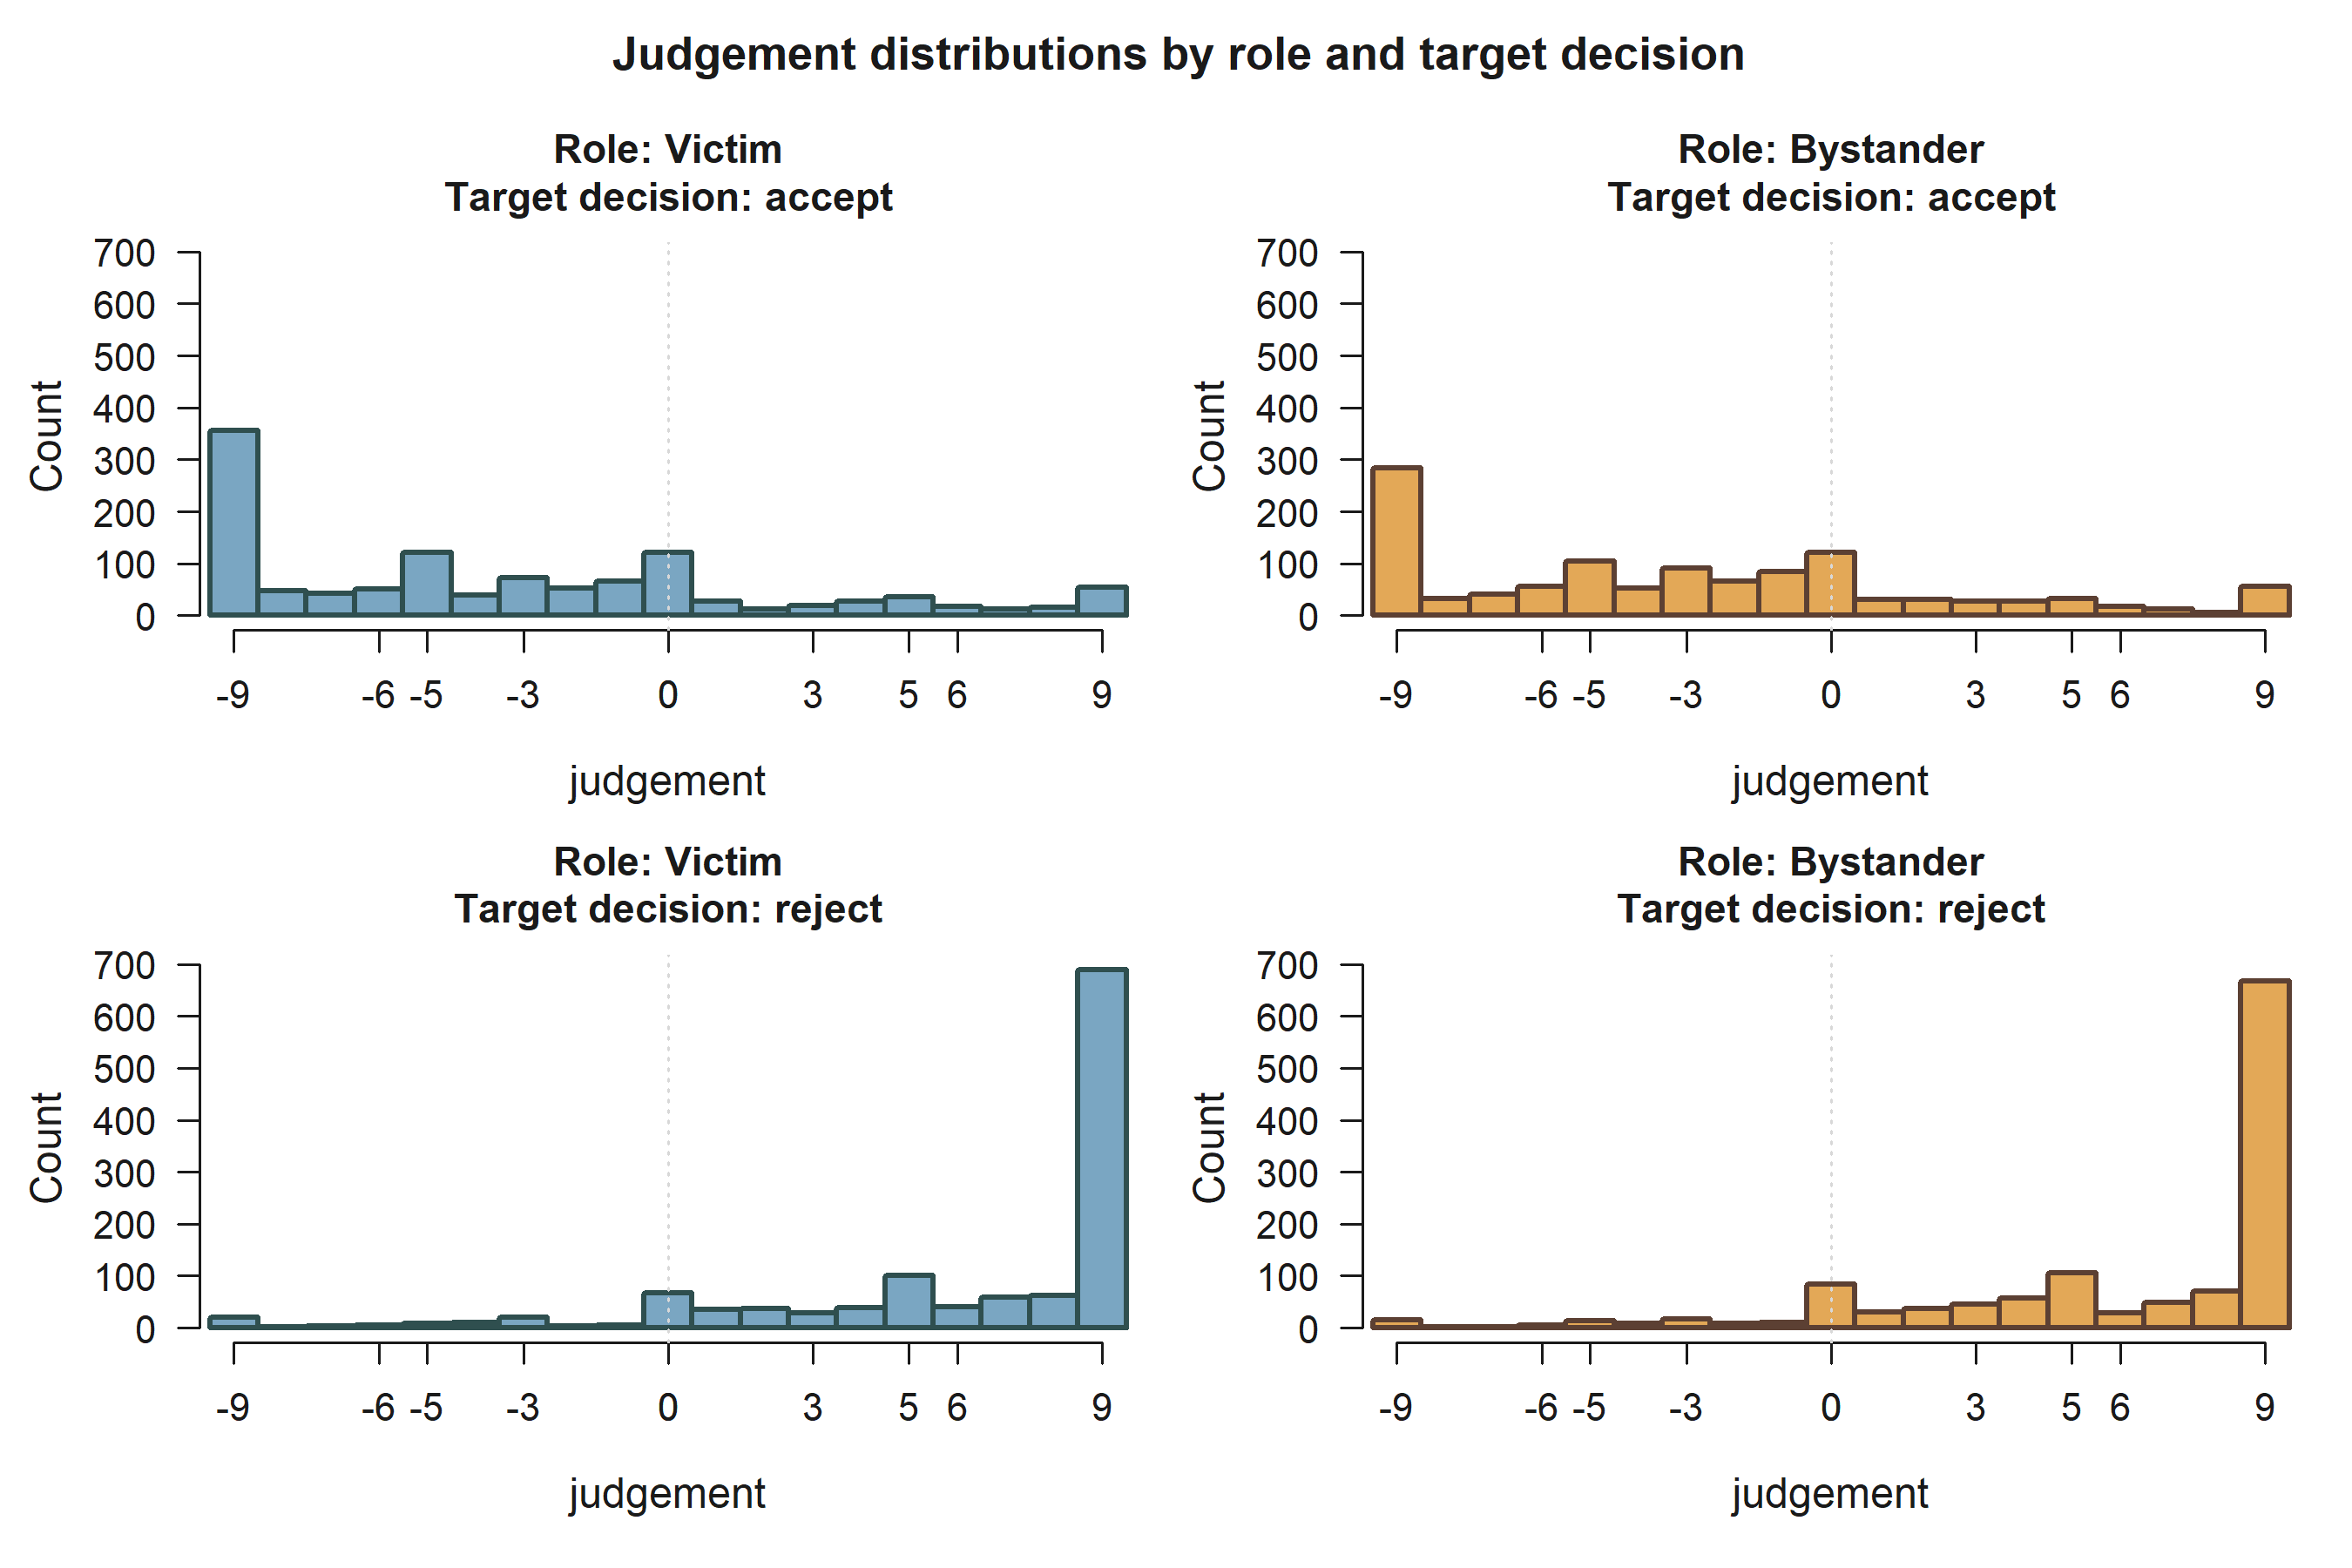 Judgement distributions by role and target decision
Role: Victim
Target decision: accept
700
600
500
400
300
200
100
0
Count
-9 -6 -5 -3 0 3 5 6 9
judgement
Role: Bystander
Target decision: accept
700
600
500
400
300
200
100
0
Count
-9 -6 -5 -3 0 3 5 6 9
judgement
Role: Victim
Target decision: reject
700
600
500
400
300
200
100
0
Count
-9 -6 -5 -3 0 3 5 6 9
judgement
Role: Bystander
Target decision: reject
700
600
500
400
300
200
100
0
Count
-9 -6 -5 -3 0 3 5 6 9
judgement